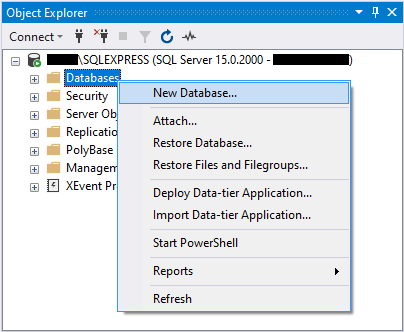 Object Explorer
Connect
\SQLEXPRESS (SQL Server 15.0.2000 - )
Databases
Security
Server Ob
Replicatio
PolyBase
Managem
XEvent Pr
New Database...
Attach...
Restore Database...
Restore Files and Filegroups...
Deploy Data-tier Application...
Import Data-tier Application...
Start PowerShell
Reports
Refresh